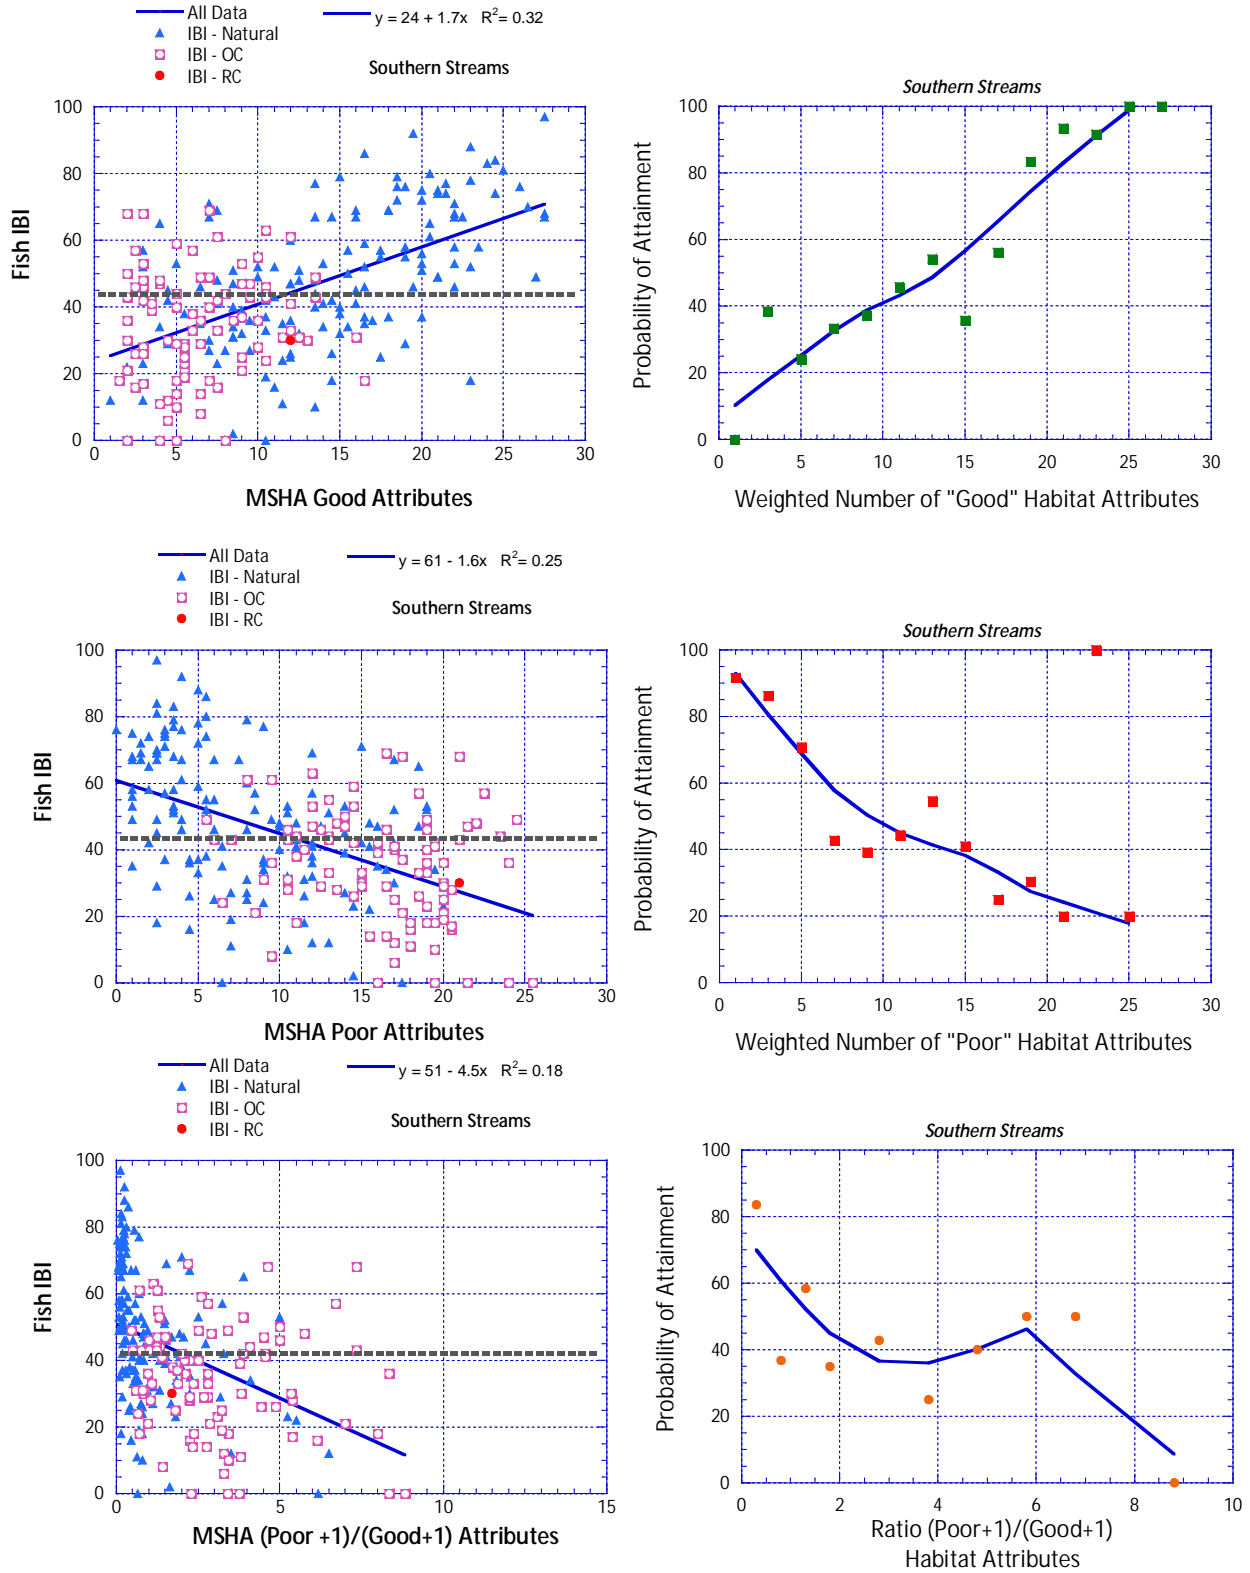 All Data
y = 24 + 1.7x R²= 0.32
IBI - Natural
IBI - OC
IBI - RC
Southern Streams
100
80
60
40
20
0
Fish IBI
0 5 10 15 20 25 30
MSHA Good Attributes
Southern Streams
100
80
60
40
20
0
Probability of Attainment
0 5 10 15 20 25 30
Weighted Number of "Good" Habitat Attributes
All Data
y = 61 - 1.6x R²= 0.25
IBI - Natural
IBI - OC
IBI - RC
Southern Streams
100
80
60
40
20
0
Fish IBI
0 5 10 15 20 25 30
MSHA Poor Attributes
Southern Streams
100
80
60
40
20
0
Probability of Attainment
0 5 10 15 20 25 30
Weighted Number of "Poor" Habitat Attributes
All Data
y = 51 - 4.5x R²= 0.18
IBI - Natural
IBI - OC
IBI - RC
Southern Streams
100
80
60
40
20
0
Fish IBI
0 5 10 15
MSHA (Poor +1)/(Good+1) Attributes
Southern Streams
100
80
60
40
20
0
Probability of Attainment
0 2 4 6 8 10
Ratio (Poor+1)/(Good+1)
Habitat Attributes